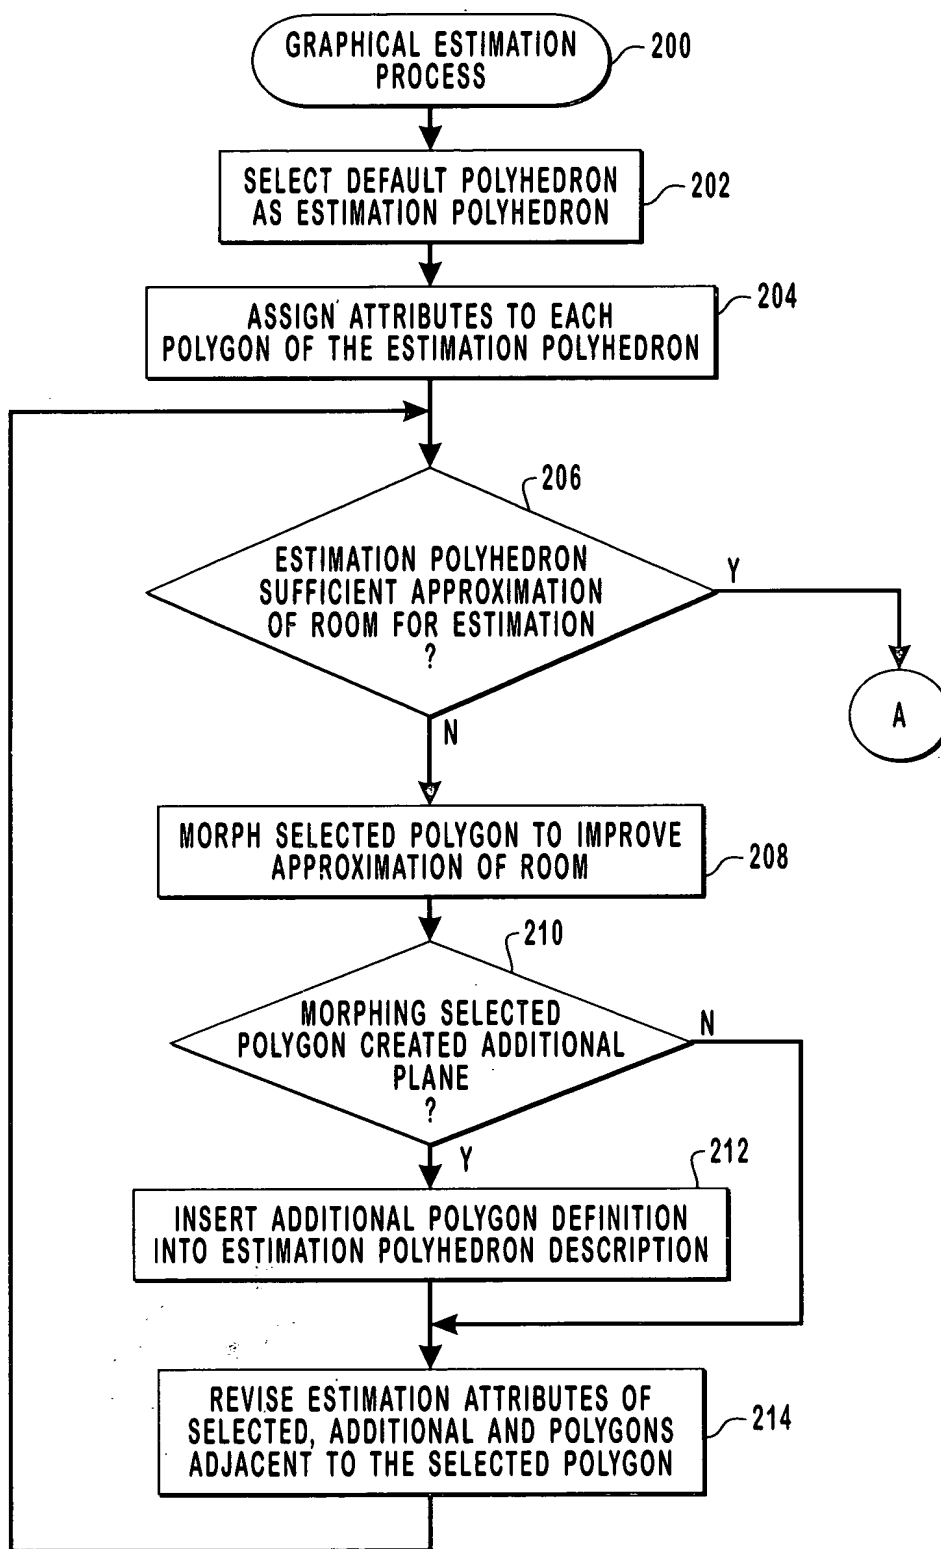 GRAPHICAL ESTIMATION
PROCESS
200
SELECT DEFAULT POLYHEDRON
AS ESTIMATION POLYHEDRON
202
ASSIGN ATTRIBUTES TO EACH
POLYGON OF THE ESTIMATION POLYHEDRON
204
206
ESTIMATION POLYHEDRON
SUFFICIENT APPROXIMATION
OF ROOM FOR ESTIMATION
?
Y
A
N
MORPH SELECTED POLYGON TO IMPROVE
APPROXIMATION OF ROOM
208
210
MORPHING SELECTED
POLYGON CREATED ADDITIONAL
PLANE
?
N
Y
212
INSERT ADDITIONAL POLYGON DEFINITION
INTO ESTIMATION POLYHEDRON DESCRIPTION
REVISE ESTIMATION ATTRIBUTES OF
SELECTED, ADDITIONAL AND POLYGONS
ADJACENT TO THE SELECTED POLYGON
214